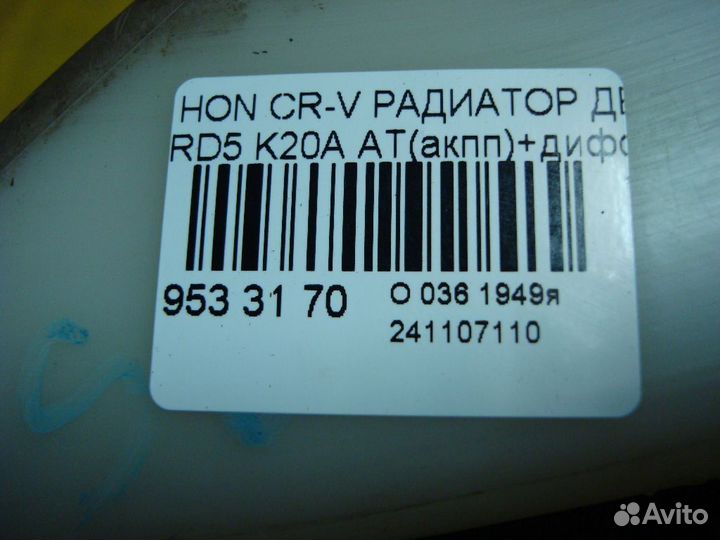 HON CR-V РАДИАТОР
RD5 K20A AT(акпп)+диф
953 31 70
О 036 1949я
241107110
Avito